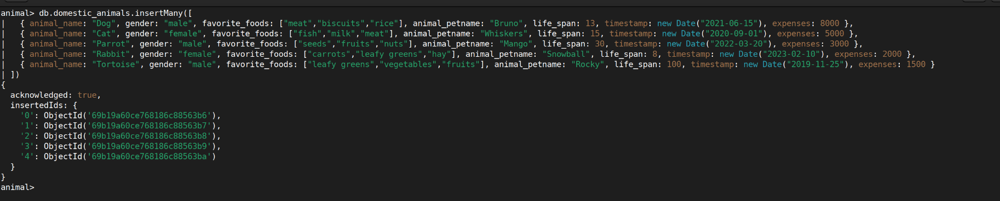 animal> db.domestic_animals.insertMany([
|   { animal_name: "Dog", gender: "male", favorite_foods: ["meat","biscuits","rice"], animal_petname: "Bruno", life_span: 13, timestamp: new Date("2021-06-15"), expenses: 8000 },
|   { animal_name: "Cat", gender: "female", favorite_foods: ["fish","milk","meat"], animal_petname: "Whiskers", life_span: 15, timestamp: new Date("2020-09-01"), expenses: 5000 },
|   { animal_name: "Parrot", gender: "male", favorite_foods: ["seeds","fruits","nuts"], animal_petname: "Mango", life_span: 30, timestamp: new Date("2022-03-20"), expenses: 3000 },
|   { animal_name: "Rabbit", gender: "female", favorite_foods: ["carrots","leafy greens","hay"], animal_petname: "Snowball", life_span: 8, timestamp: new Date("2023-02-10"), expenses: 2000 },
|   { animal_name: "Tortoise", gender: "male", favorite_foods: ["leafy greens","vegetables","fruits"], animal_petname: "Rocky", life_span: 100, timestamp: new Date("2019-11-25"), expenses: 1500 }
| ])
{
  acknowledged: true,
  insertedIds: {
    '0': ObjectId('69b19a60ce768186c88563b6'),
    '1': ObjectId('69b19a60ce768186c88563b7'),
    '2': ObjectId('69b19a60ce768186c88563b8'),
    '3': ObjectId('69b19a60ce768186c88563b9'),
    '4': ObjectId('69b19a60ce768186c88563ba')
  }
}
animal>